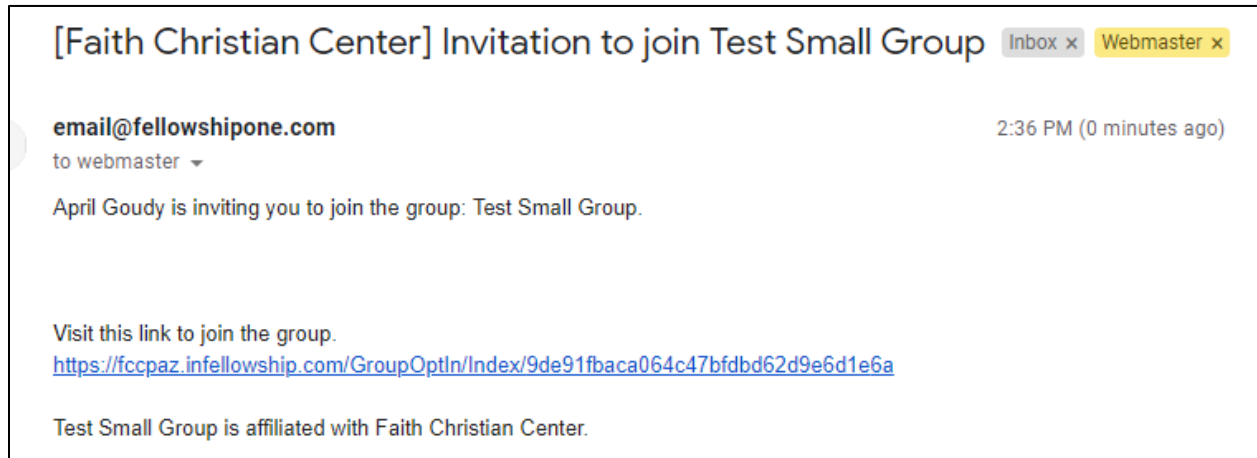 [Faith Christian Center] Invitation to join Test Small Group Inbox x Webmaster x
email@fellowshipone.com 2:36 PM (0 minutes ago)
to webmaster
April Goudy is inviting you to join the group: Test Small Group.
Visit this link to join the group.
https://fccpaz.infellowship.com/GroupOptIn/Index/9de91fbaca064c47bfdbd62d9e6d1e6a
Test Small Group is affiliated with Faith Christian Center.